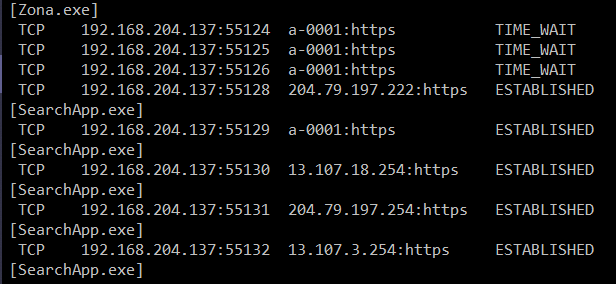 [Zona.exe]
TCP 192.168.204.137:55124 a-0001:https TIME_WAIT
TCP 192.168.204.137:55125 a-0001:https TIME_WAIT
TCP 192.168.204.137:55126 a-0001:https TIME_WAIT
TCP 192.168.204.137:55128 204.79.197.222:https ESTABLISHED
[SearchApp.exe]
TCP 192.168.204.137:55129 a-0001:https ESTABLISHED
[SearchApp.exe]
TCP 192.168.204.137:55130 13.107.18.254:https ESTABLISHED
[SearchApp.exe]
TCP 192.168.204.137:55131 204.79.197.254:https ESTABLISHED
[SearchApp.exe]
TCP 192.168.204.137:55132 13.107.3.254:https ESTABLISHED
[SearchApp.exe]